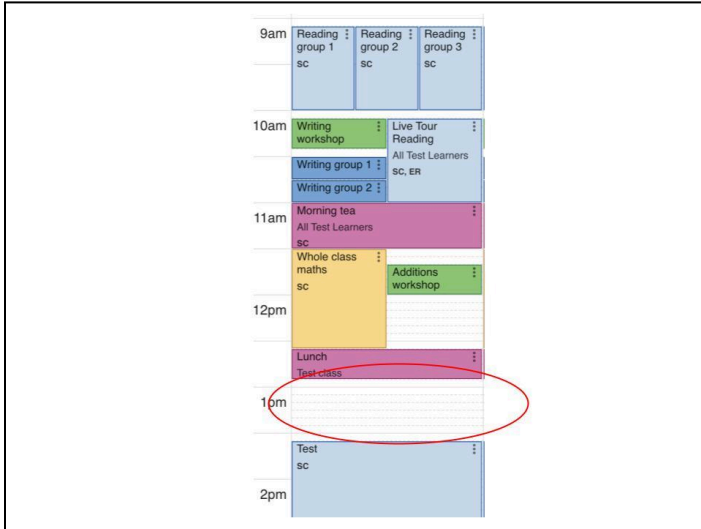 9am
Reading group 1
SC
Reading group 2
SC
Reading group 3
SC
10am
Writing workshop
Live Tour Reading
All Test Learners
SC, ER
Writing group 1
Writing group 2
11am
Morning tea
All Test Learners
SC
Whole class maths
SC
Additions workshop
12pm
Lunch
Test class
1pm
Test
SC
2pm